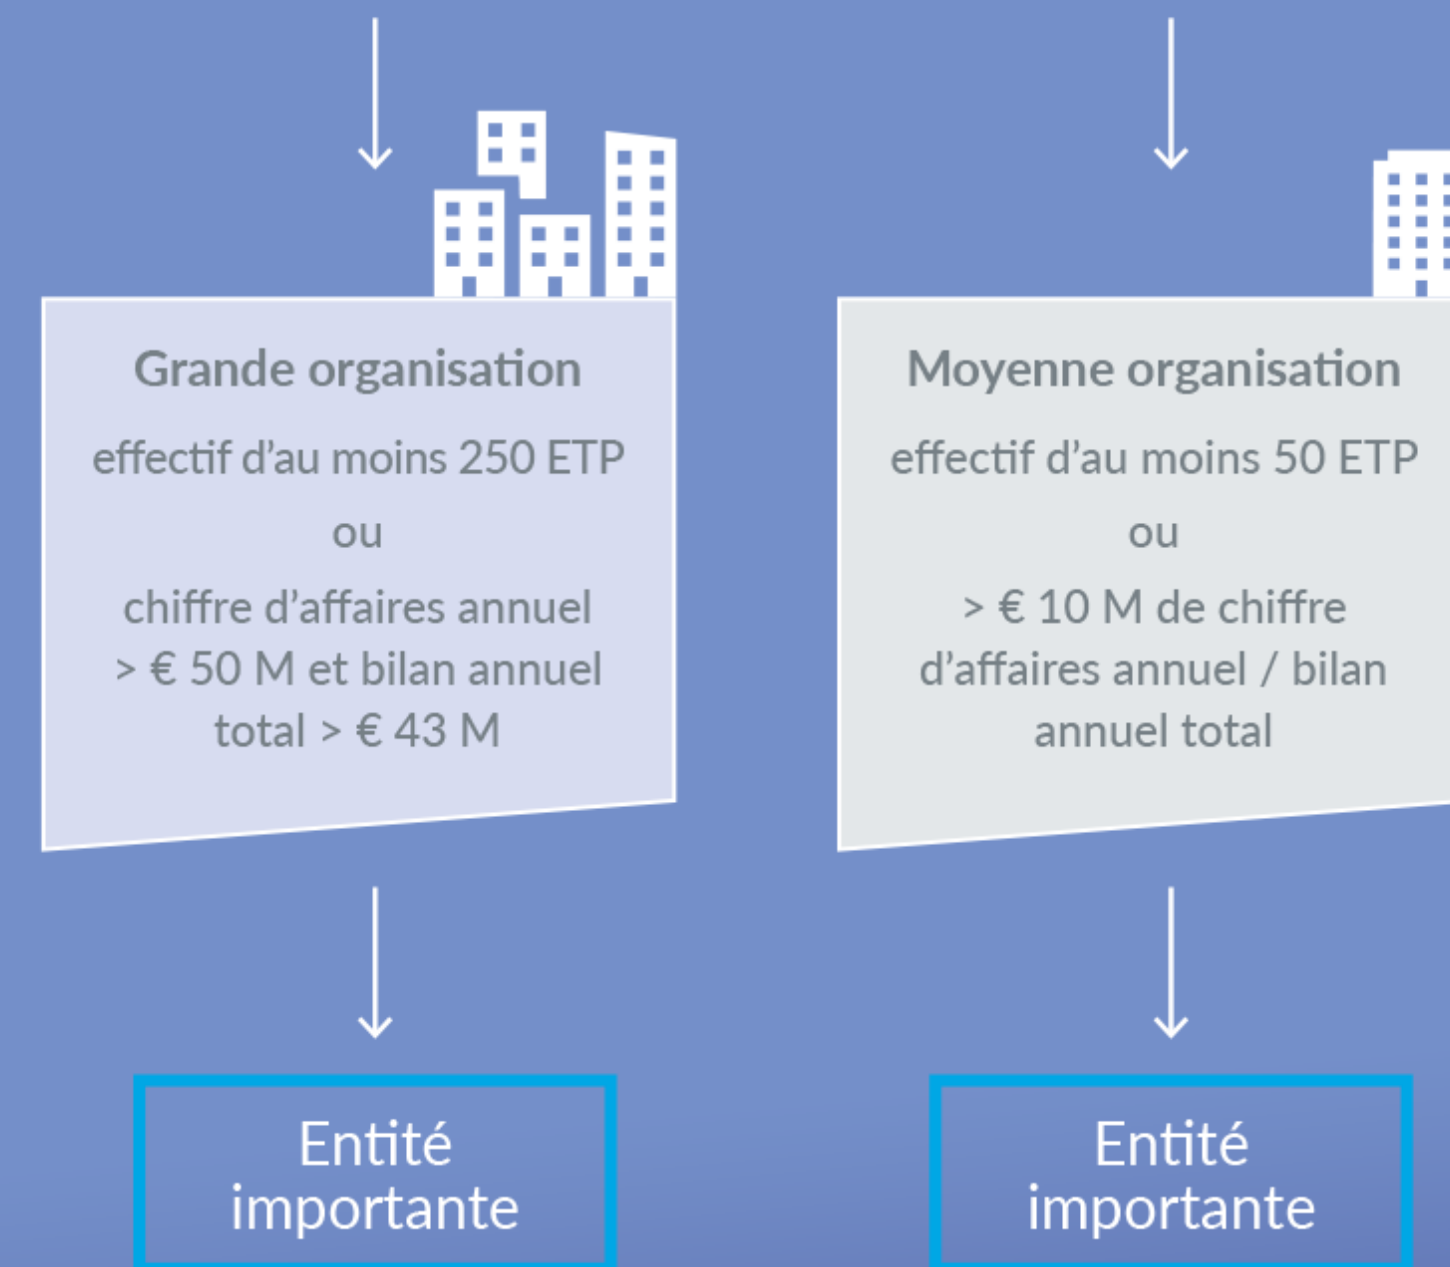 Grande organisation
effectif d'au moins 250 ETP
ou
chiffre d'affaires annuel
> € 50 M et bilan annuel
total > € 43 M
Entité
importante
Moyenne organisation
effectif d'au moins 50 ETP
ou
> € 10 M de chiffre
d'affaires annuel / bilan
annuel total
Entité
importante